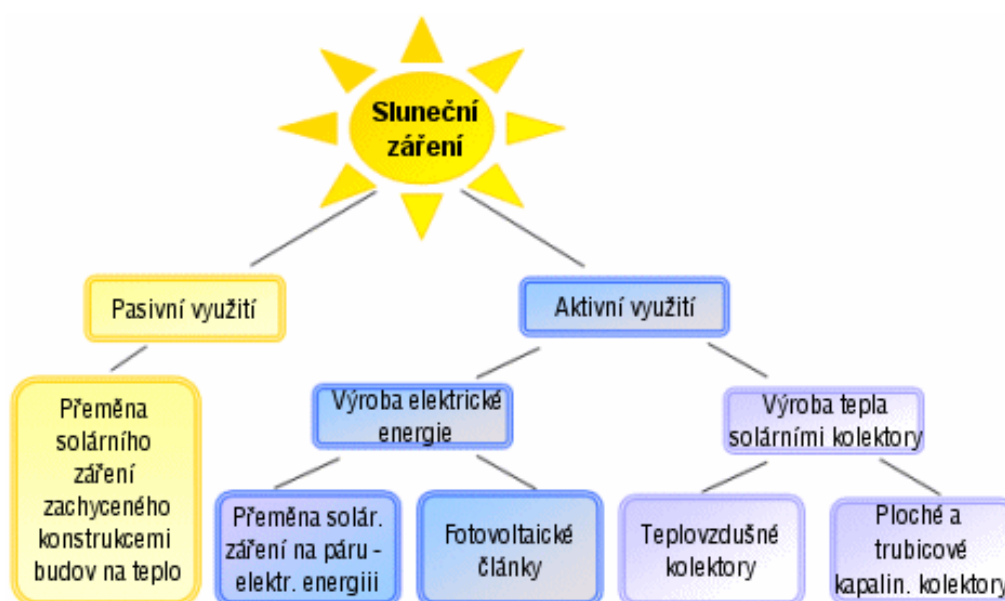 Sluneční
záření
Pasivní využití
Aktivní využití
Přeměna
solárního
záření
zachyceného
konstrukcemi
budov na teplo
Výroba elektrické
energie
Výroba tepla
solárními kolektory
Přeměna solár.
záření na páru -
elektr. energiii
Fotovoltaické
články
Teplovzdušné
kolektory
Ploché a
trubicové
kapalin. kolektory